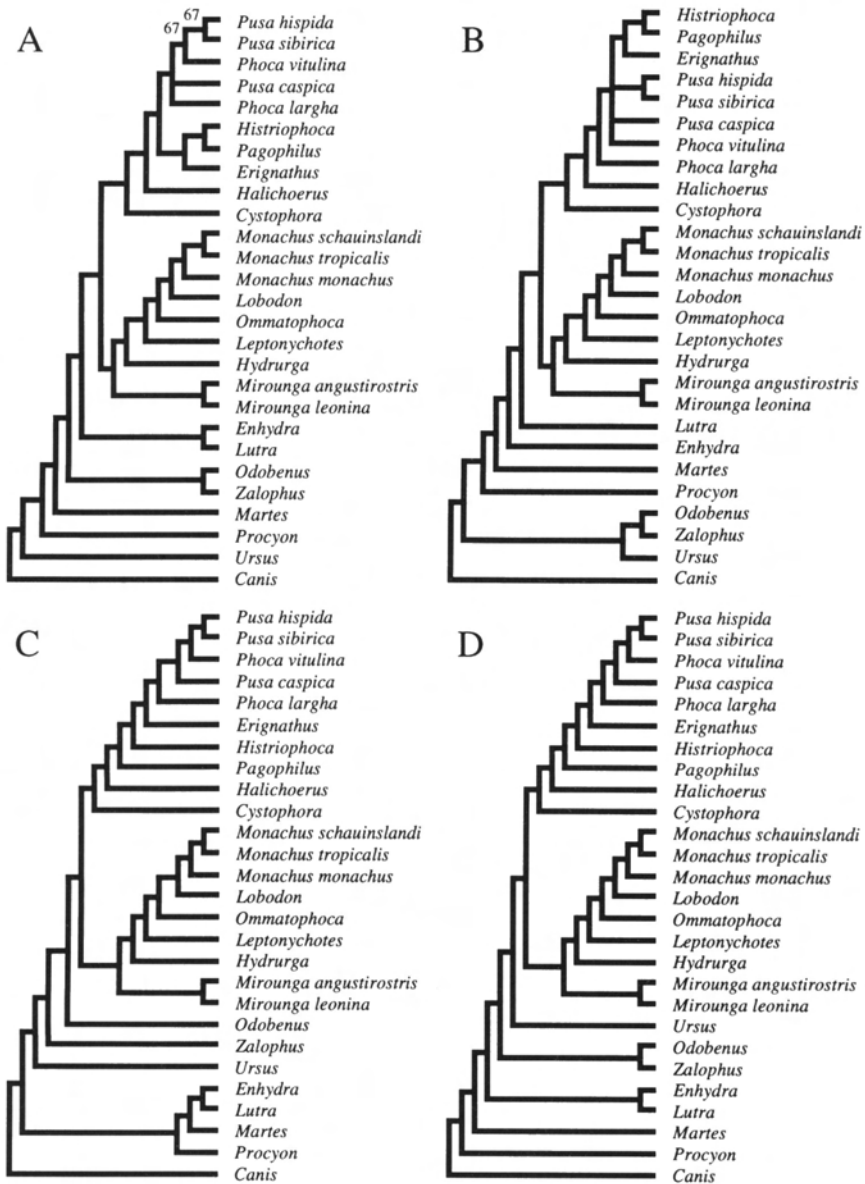 A
67
67
Pusa hispida
Pusa sibirica
Phoca vitulina
Pusa caspica
Phoca largha
Histriophoca
Pagophilus
Erignathus
Halichoerus
Cystophora
Monachus schauinslandi
Monachus tropicalis
Monachus monachus
Lobodon
Ommatophoca
Leptonychotes
Hydrurga
Mirounga angustirostris
Mirounga leonina
Enhydra
Lutra
Odobenus
Zalophus
Martes
Procyon
Ursus
Canis
B
Histriophoca
Pagophilus
Erignathus
Pusa hispida
Pusa sibirica
Pusa caspica
Phoca vitulina
Phoca largha
Halichoerus
Cystophora
Monachus schauinslandi
Monachus tropicalis
Monachus monachus
Lobodon
Ommatophoca
Leptonychotes
Hydrurga
Mirounga angustirostris
Mirounga leonina
Lutra
Enhydra
Martes
Procyon
Odobenus
Zalophus
Ursus
Canis
C
Pusa hispida
Pusa sibirica
Phoca vitulina
Pusa caspica
Phoca largha
Erignathus
Histriophoca
Pagophilus
Halichoerus
Cystophora
Monachus schauinslandi
Monachus tropicalis
Monachus monachus
Lobodon
Ommatophoca
Leptonychotes
Hydrurga
Mirounga angustirostris
Mirounga leonina
Odobenus
Zalophus
Ursus
Enhydra
Lutra
Martes
Procyon
Canis
D
Pusa hispida
Pusa sibirica
Phoca vitulina
Pusa caspica
Phoca largha
Erignathus
Histriophoca
Pagophilus
Halichoerus
Cystophora
Monachus schauinslandi
Monachus tropicalis
Monachus monachus
Lobodon
Ommatophoca
Leptonychotes
Hydrurga
Mirounga angustirostris
Mirounga leonina
Ursus
Odobenus
Zalophus
Enhydra
Lutra
Martes
Procyon
Canis